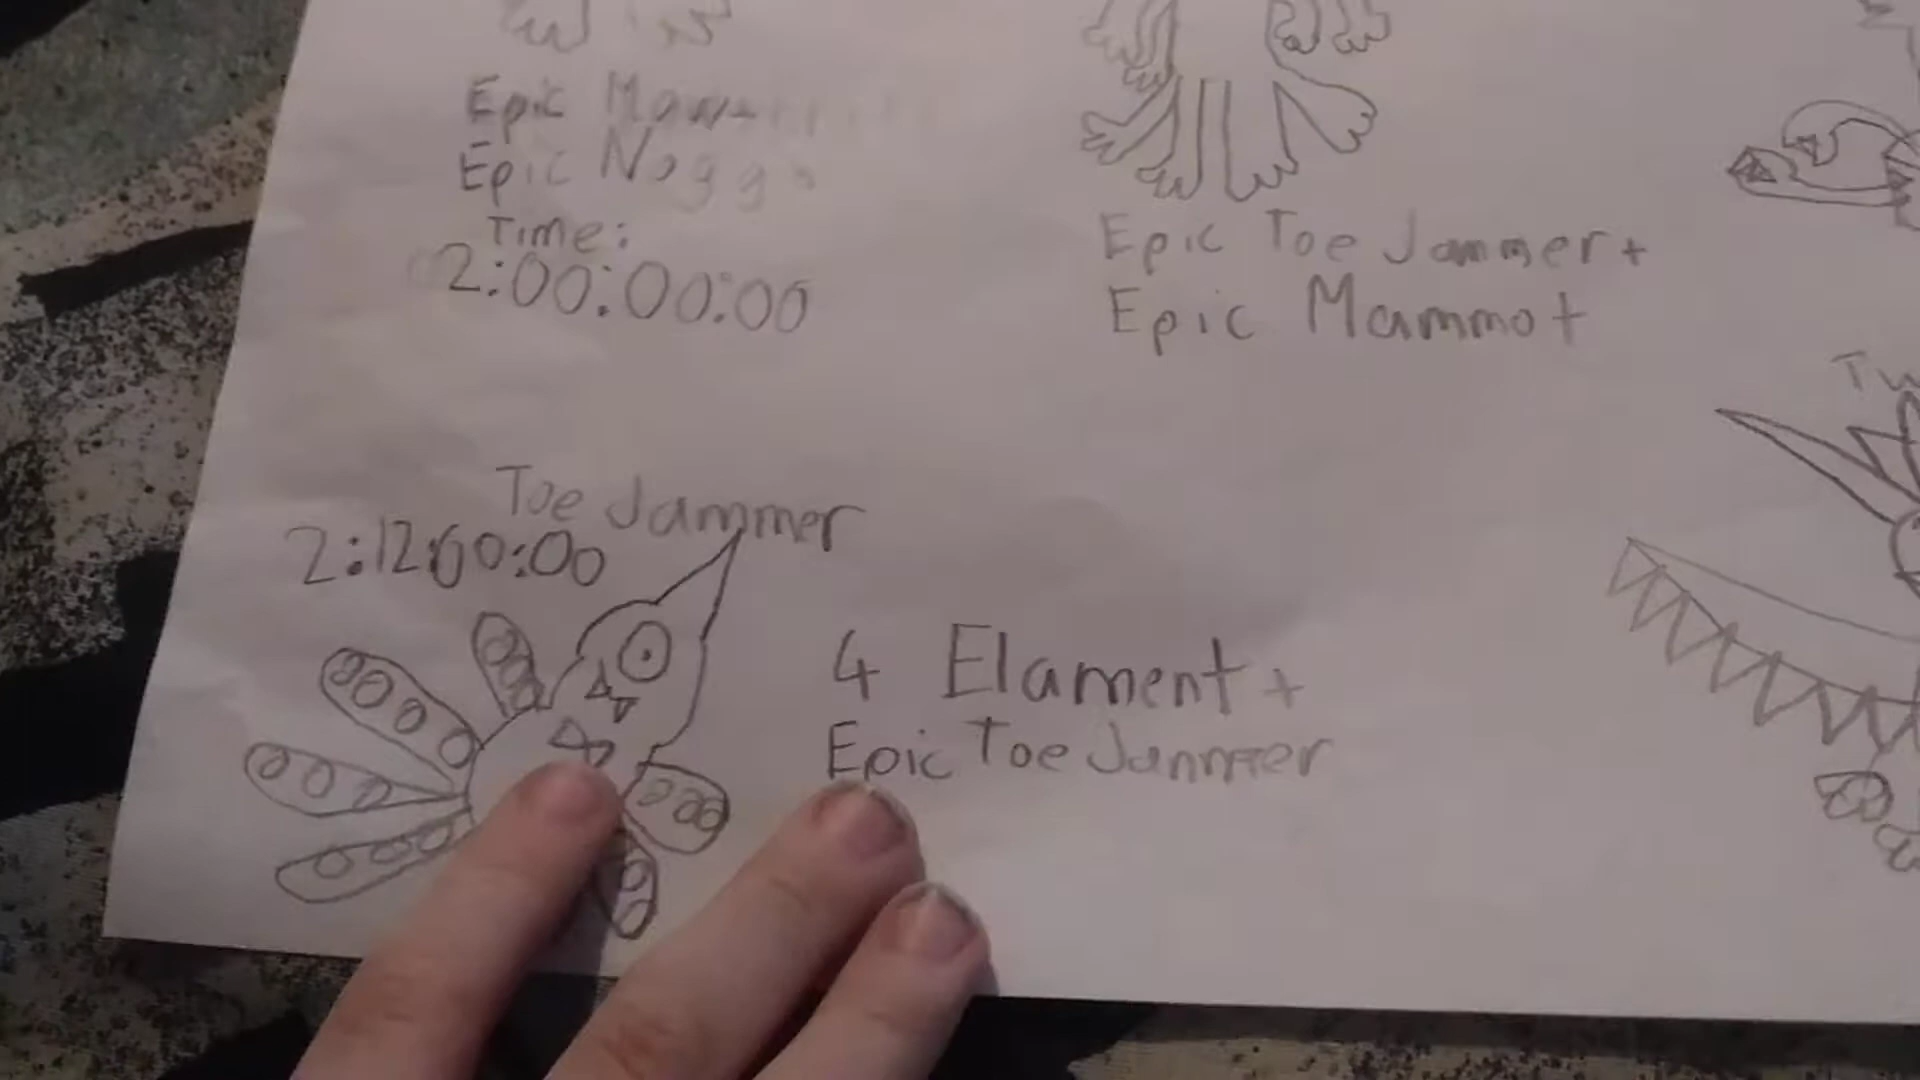 Epic
Epic Nogg
Time:
2:00:00:00
Epic Toe Jammer+
Epic Mammot
Toe Jammer
2:12:00:00
4 Elament+
Epic Toe Jammer